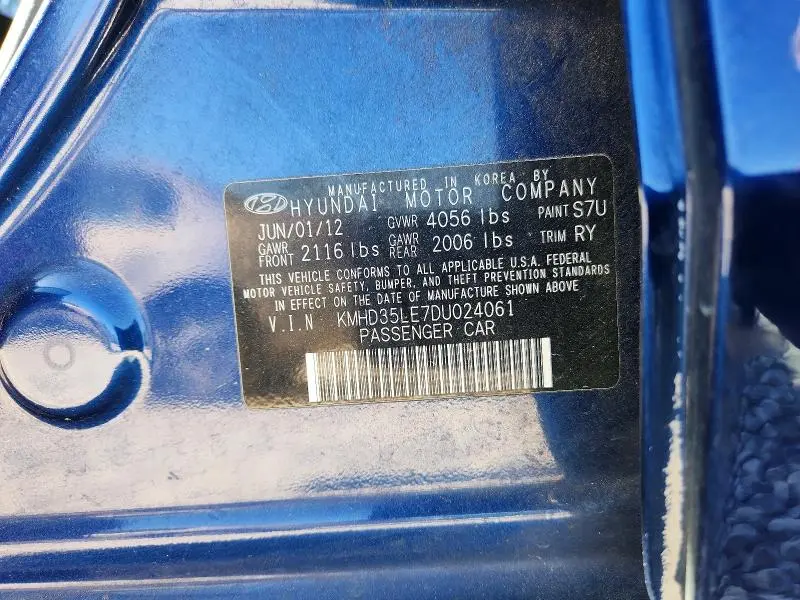 MANUFACTURED IN KOREA BY
HYUNDAI MOTOR COMPANY
JUN/01/12 GVWR 4056 lbs PAINT S7U
GAWR FRONT 2116 lbs GAWR REAR 2006 lbs TRIM RY
THIS VEHICLE CONFORMS TO ALL APPLICABLE U.S.A. FEDERAL
MOTOR VEHICLE SAFETY, BUMPER, AND THEFT PREVENTION STANDARDS
IN EFFECT ON THE DATE OF MANUFACTURE SHOWN ABOVE
V.I.N KMHD35LE7DU024061
PASSENGER CAR